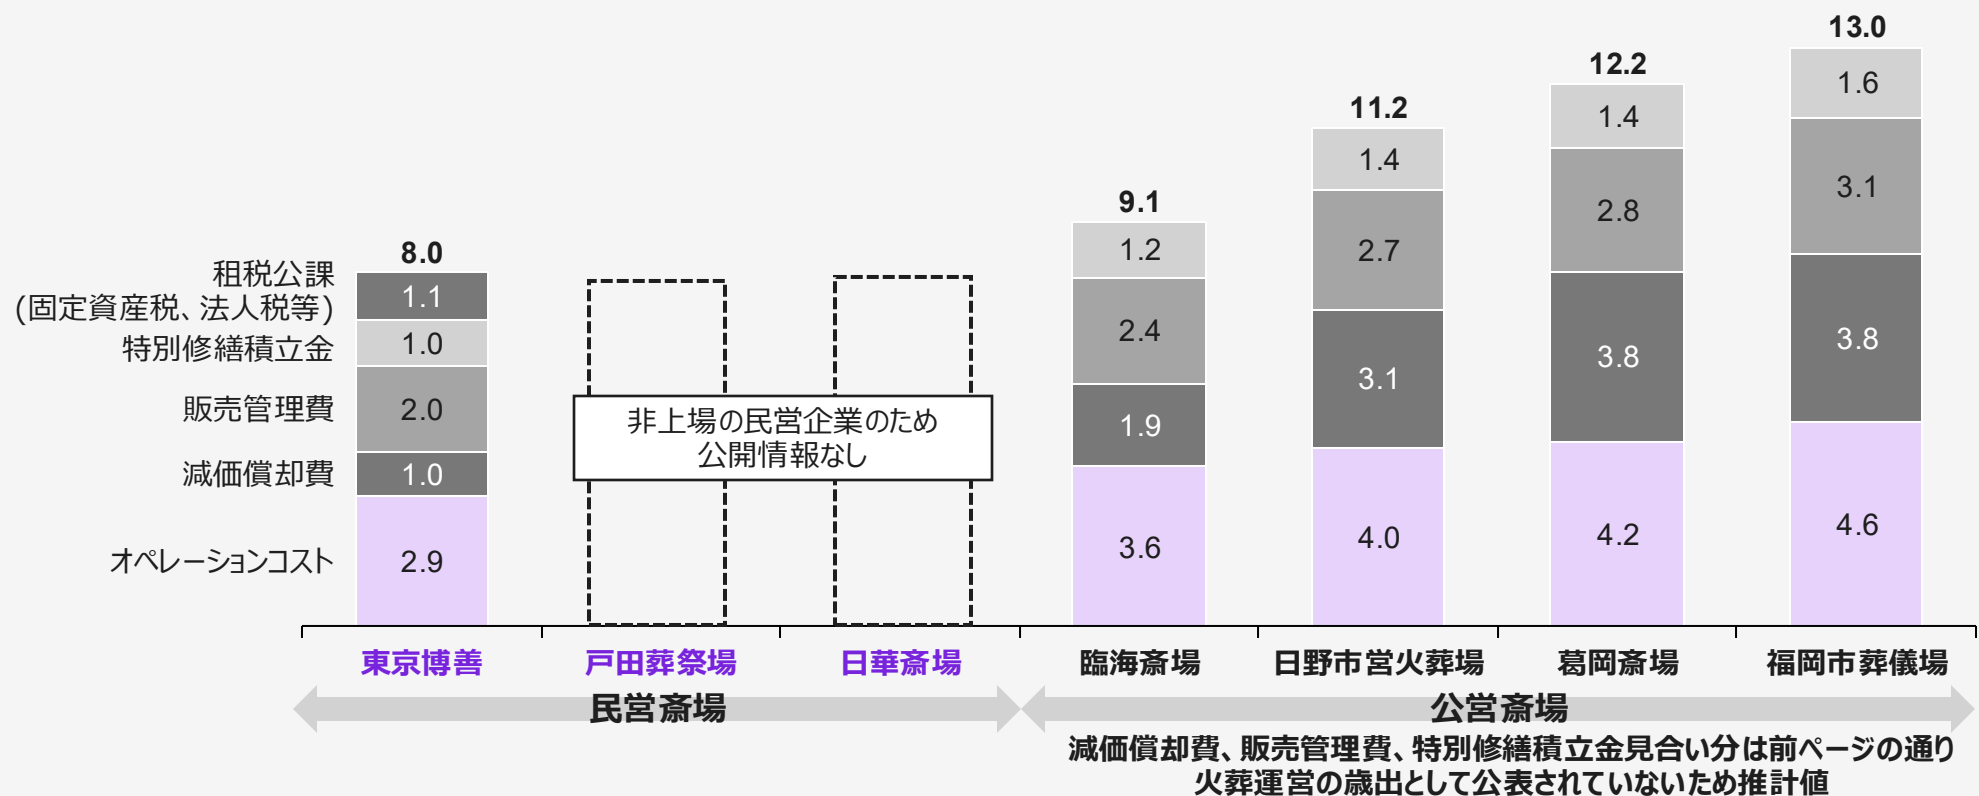 租税公課
(固定資産税、法人税等)
特別修繕積立金
販売管理費
減価償却費
オペレーションコスト
8.0
1.1
1.0
2.0
1.0
2.9
非上場の民営企業のため
公開情報なし
9.1
1.2
2.4
1.9
3.6
11.2
1.4
2.7
3.1
4.0
12.2
1.4
2.8
3.8
4.2
13.0
1.6
3.1
3.8
4.6
東京博善
戸田葬祭場
日華斎場
臨海斎場
日野市営火葬場
葛岡斎場
福岡市葬儀場
民営斎場
公営斎場
減価償却費、販売管理費、特別修繕積立金見合い分は前ページの通り
火葬運営の歳出として公表されていないため推計値